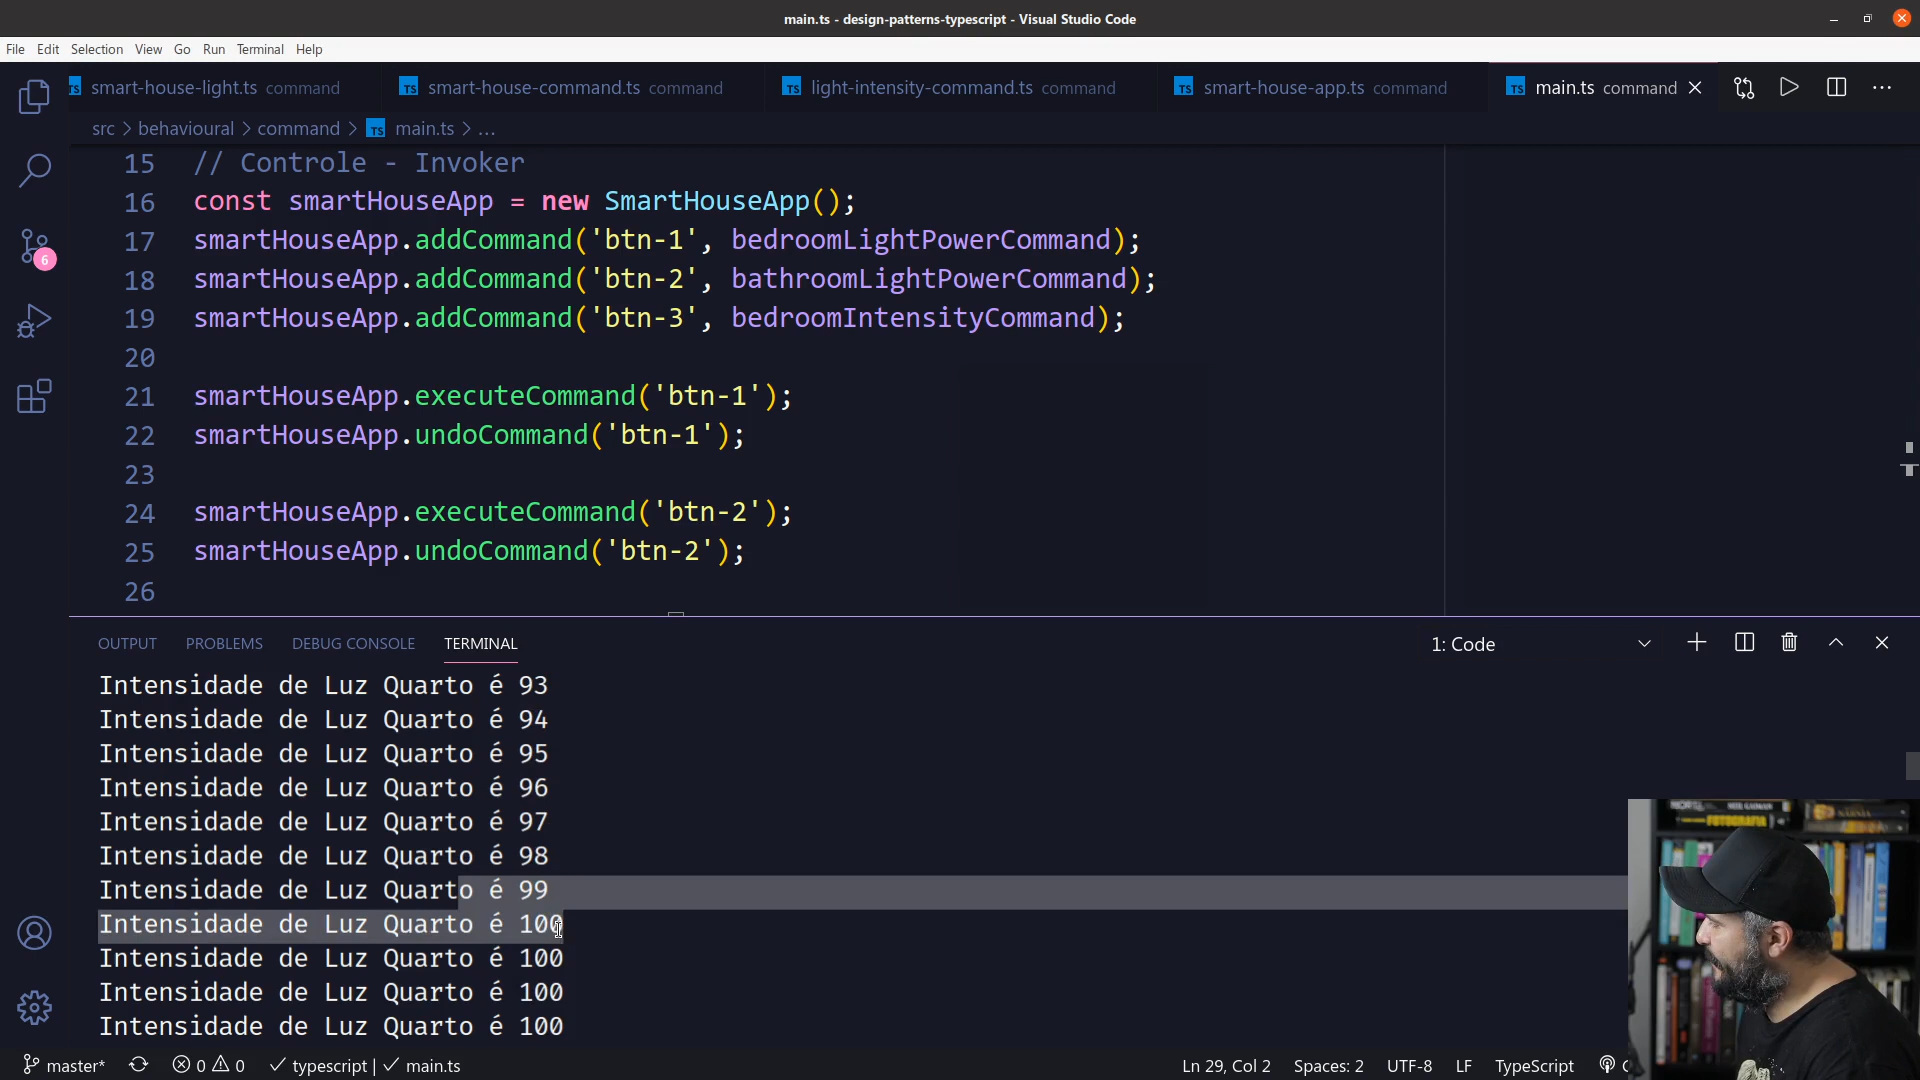 main.ts - design-patterns-typescript - Visual Studio Code
File Edit Selection View Go Run Terminal Help
TS smart-house-light.ts command TS smart-house-command.ts command TS light-intensity-command.ts command TS smart-house-app.ts command TS main.ts command
src > behavioural > command > TS main.ts > ...
15 // Controle - Invoker
16 const smartHouseApp = new SmartHouseApp();
17 smartHouseApp.addCommand('btn-1', bedroomLightPowerCommand);
18 smartHouseApp.addCommand('btn-2', bathroomLightPowerCommand);
19 smartHouseApp.addCommand('btn-3', bedroomIntensityCommand);
20
21 smartHouseApp.executeCommand('btn-1');
22 smartHouseApp.undoCommand('btn-1');
23
24 smartHouseApp.executeCommand('btn-2');
25 smartHouseApp.undoCommand('btn-2');
26
6
OUTPUT PROBLEMS DEBUG CONSOLE TERMINAL 1: Code
Intensidade de Luz Quarto é 93
Intensidade de Luz Quarto é 94
Intensidade de Luz Quarto é 95
Intensidade de Luz Quarto é 96
Intensidade de Luz Quarto é 97
Intensidade de Luz Quarto é 98
Intensidade de Luz Quarto é 99
Intensidade de Luz Quarto é 100
Intensidade de Luz Quarto é 100
Intensidade de Luz Quarto é 100
Intensidade de Luz Quarto é 100
FOTOGRAFIA
master* 0 0 typescript | main.ts Ln 29, Col 2 Spaces: 2 UTF-8 LF TypeScript